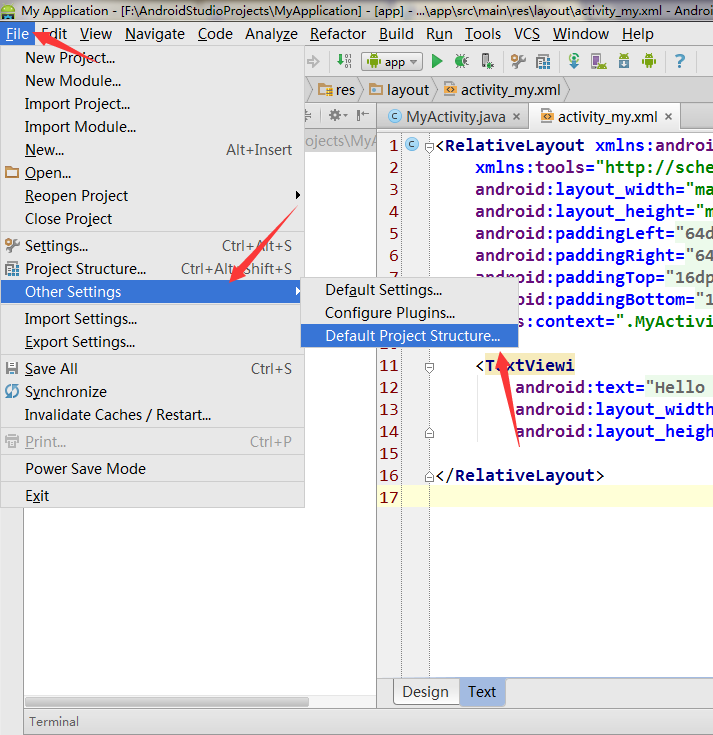 My Application - [F:\AndroidStudioProjects\MyApplication] - [app] - ...\app\src\main\res\layout\activity_my.xml - Androi
File Edit View Navigate Code Analyze Refactor Build Run Tools VCS Window Help
New Project...
New Module...
Import Project...
Import Module...
New... Alt+Insert
Open...
Reopen Project
Close Project
Settings... Ctrl+Alt+S
Project Structure... Ctrl+Alt+Shift+S
Other Settings
Import Settings...
Export Settings...
Save All Ctrl+S
Synchronize
Invalidate Caches / Restart...
Print... Ctrl+P
Power Save Mode
Exit
Default Settings...
Configure Plugins...
Default Project Structure...
app
res layout activity_my.xml
ojects\MyA
MyActivity.java activity_my.xml
1 <RelativeLayout xmlns:androi
2 xmlns:tools="http://sche
3 android:layout_width="ma
4 android:layout_height="m
5 android:paddingLeft="64d
6 android:paddingRight="64
7 android:paddingTop="16dp
8 android:paddingBottom="1
s:context=".MyActivi
11 <TextViewi
12 android:text="Hello
13 android:layout_width
14 android:layout_heigh
15
16 </RelativeLayout>
17
Design Text
Terminal